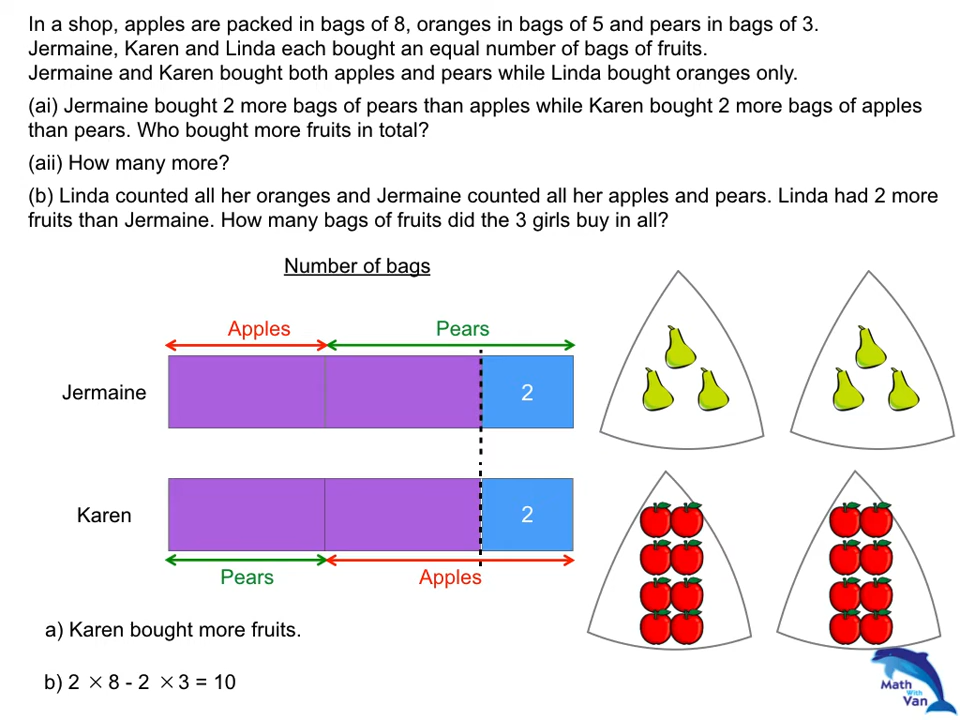 In a shop, apples are packed in bags of 8, oranges in bags of 5 and pears in bags of 3.
Jermaine, Karen and Linda each bought an equal number of bags of fruits.
Jermaine and Karen bought both apples and pears while Linda bought oranges only.
(ai) Jermaine bought 2 more bags of pears than apples while Karen bought 2 more bags of apples
than pears. Who bought more fruits in total?
(aii) How many more?
(b) Linda counted all her oranges and Jermaine counted all her apples and pears. Linda had 2 more
fruits than Jermaine. How many bags of fruits did the 3 girls buy in all?
Number of bags
Apples Pears
Jermaine 2
Karen 2
Pears Apples
a) Karen bought more fruits.
b) 2 × 8 - 2 × 3 = 10
Math
With
Van